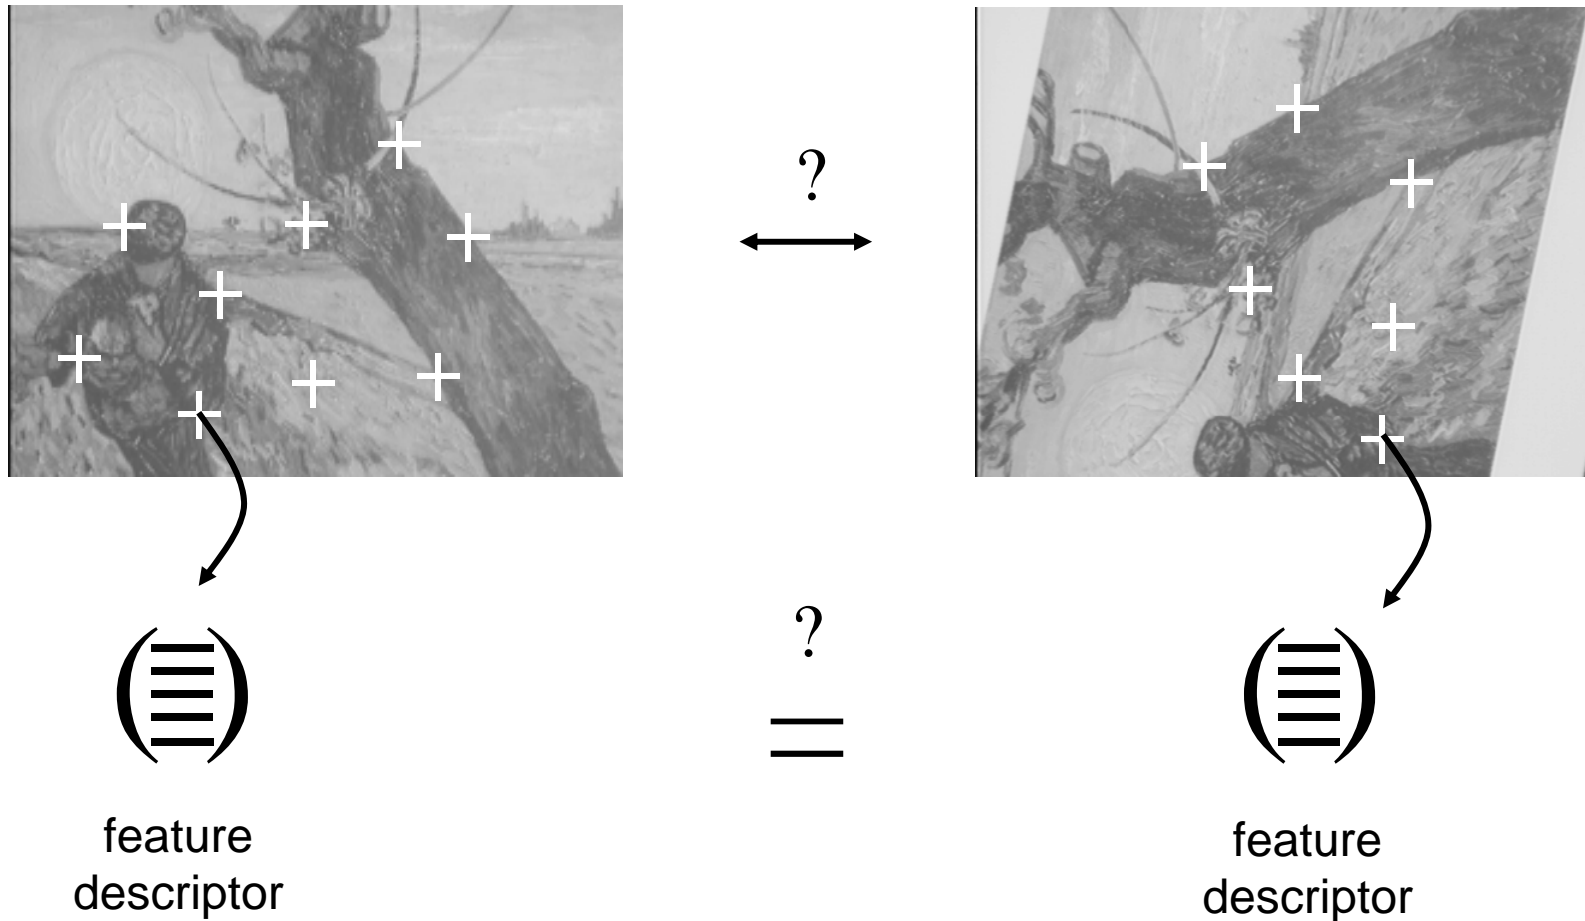 ?
?
=
( )
( )
feature
descriptor
feature
descriptor